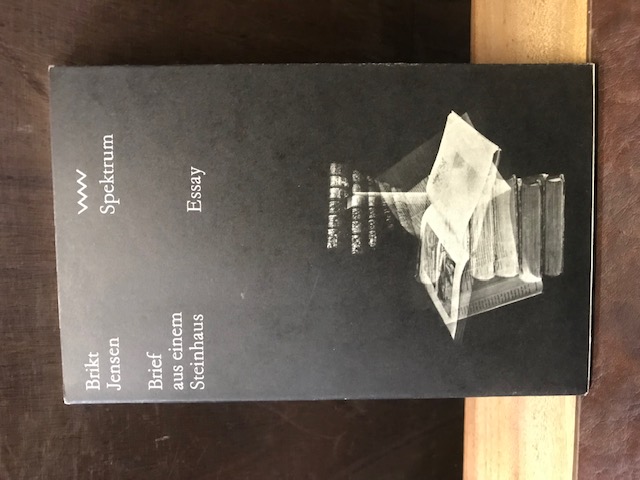 Brikt
Jensen
Brief
aus einem
Steinhaus
Spektrum
Essay